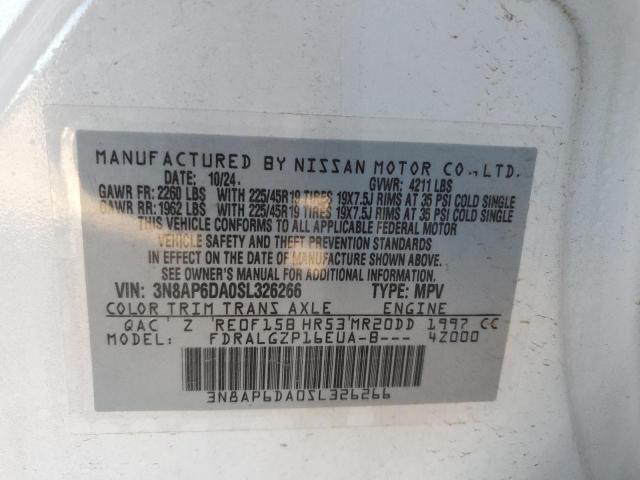 MANUFACTURED BY NISSAN MOTOR CO., LTD.
DATE: 10/24. GVWR: 4211 LBS
GAWR FR: 2260 LBS WITH 225/45R19 TIRES 19X7.5J RIMS AT 35 PSI COLD SINGLE
GAWR RR: 1962 LBS WITH 225/45R19 TIRES 19X7.5J RIMS AT 35 PSI COLD SINGLE
THIS VEHICLE CONFORMS TO ALL APPLICABLE FEDERAL MOTOR
VEHICLE SAFETY AND THEFT PREVENTION STANDARDS
IN EFFECT ON THE DATE OF MANUFACTURE SHOWN ABOVE.
SEE OWNER'S MANUAL FOR ADDITIONAL INFORMATION
VIN: 3N8AP6DA0SL326266 TYPE: MPV
COLOR TRIM TRANS AXLE ENGINE
QAC Z RE0F15B HR53 MR20DD 1997 CC
MODEL: FDRALGZP16EUA-B--- 4Z000
3N8AP6DA0SL326266